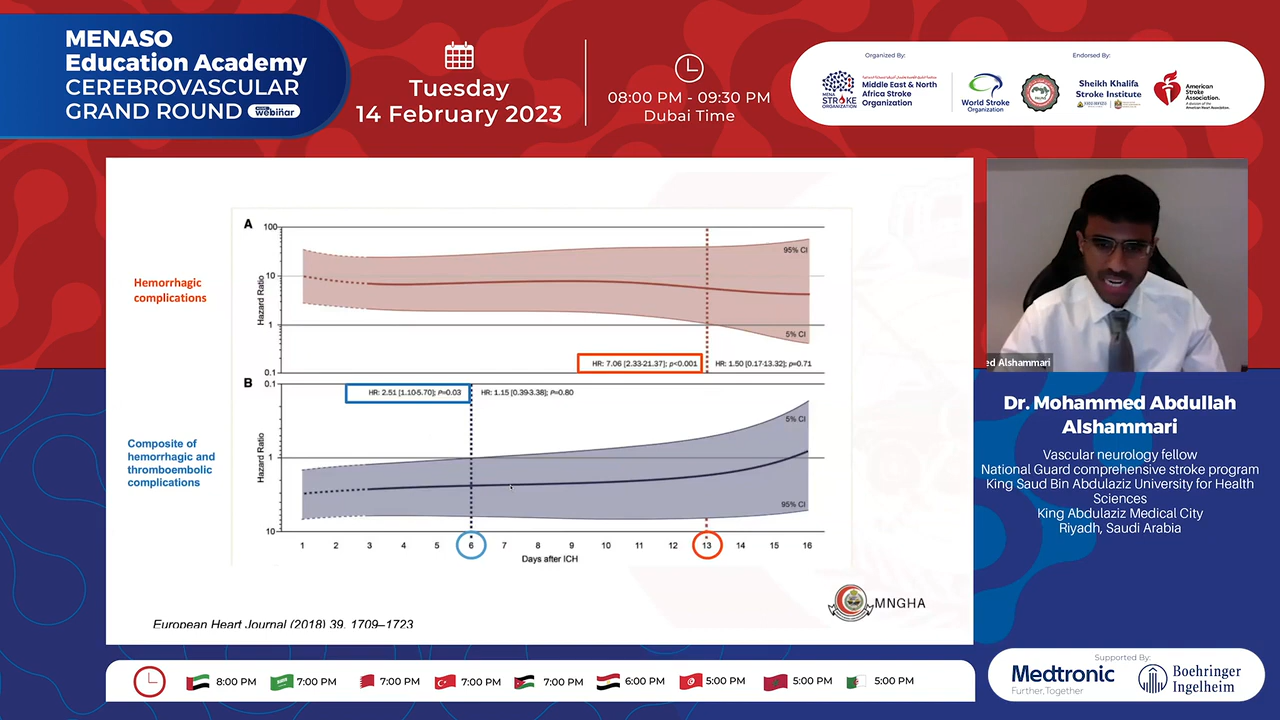 MENASO
Education Academy
CEREBROVASCULAR
GRAND ROUND
webinar
Tuesday
14 February 2023
08:00 PM - 09:30 PM
Dubai Time
Organized By:
Endorsed By:
MENA
STROKE
ORGANIZATION
Middle East & North
Africa Stroke
Organization
World Stroke
Organization
Sheikh Khalifa
Stroke Institute
American
Stroke
Association.
A division of the
American Heart Association.
A
Hemorrhagic
complications
Hazard Ratio
100
10
1
0.1
95% CI
5% CI
HR: 7.06 [2.33-21.37]; p<0.001
HR: 1.50 [0.17-13.32]; p=0.71
B
Composite of
hemorrhagic and
thromboembolic
complications
Hazard Ratio
0.1
1
10
HR: 2.51 [1.10-5.70]; P=0.03
HR: 1.15 [0.39-3.38]; P=0.80
5% CI
95% CI
1 2 3 4 5 6 7 8 9 10 11 12 13 14 15 16
Days after ICH
MNGHA
European Heart Journal (2018) 39, 1709–1723
ed Alshammari
Dr. Mohammed Abdullah
Alshammari
Vascular neurology fellow
National Guard comprehensive stroke program
King Saud Bin Abdulaziz University for Health
Sciences
King Abdulaziz Medical City
Riyadh, Saudi Arabia
8:00 PM 7:00 PM 7:00 PM 7:00 PM 7:00 PM 6:00 PM 5:00 PM 5:00 PM 5:00 PM
Supported By:
Medtronic
Further,Together
Boehringer
Ingelheim